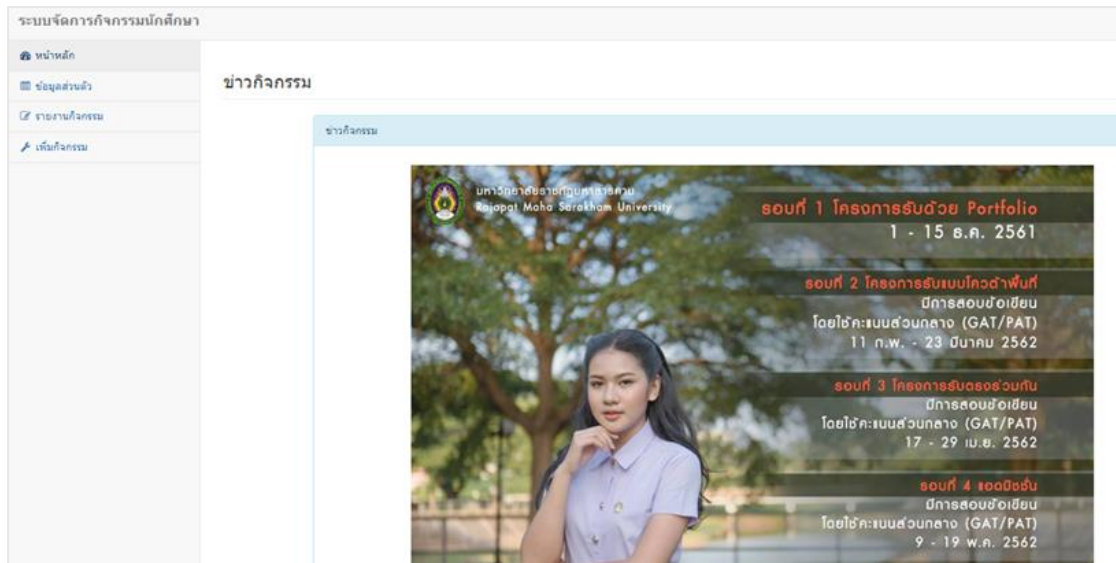 ระบบจัดการกิจกรรมนักศึกษา
หน้าหลัก
ข้อมูลส่วนตัว
รายงานกิจกรรม
เพิ่มกิจกรรม
ข่าวกิจกรรม
ข่าวกิจกรรม
มหาวิทยาลัยราชภัฏมหาสารคาม
Rajapat Maha Sarakham University
รอบที่ 1 โครงการรับด้วย Portfolio
1 - 15 ธ.ค. 2561
รอบที่ 2 โครงการรับแบบโควต้าพื้นที่
มีการสอบข้อเขียน
โดยใช้คะแนนส่วนกลาง (GAT/PAT)
11 ก.พ. - 23 มีนาคม 2562
รอบที่ 3 โครงการรับตรงร่วมกัน
มีการสอบข้อเขียน
โดยใช้คะแนนส่วนกลาง (GAT/PAT)
17 - 29 เม.ย. 2562
รอบที่ 4 แอดมิชชั่น
มีการสอบข้อเขียน
โดยใช้คะแนนส่วนกลาง (GAT/PAT)
9 - 19 พ.ค. 2562